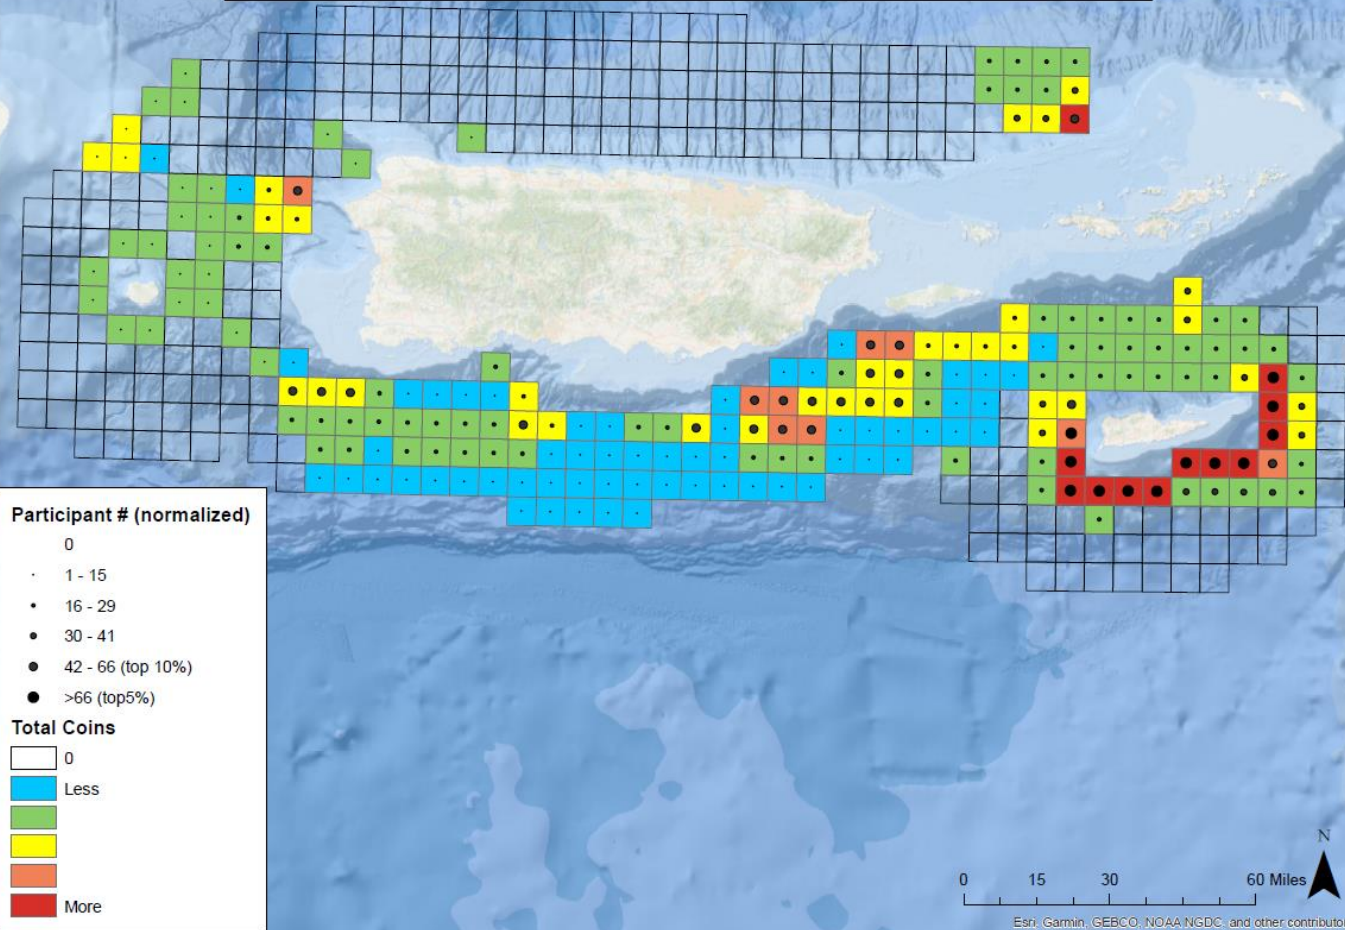 Participant # (normalized)
0
1 - 15
16 - 29
30 - 41
42 - 66 (top 10%)
>66 (top5%)
Total Coins
0
Less
More
N
0 15 30 60 Miles
Esri, Garmin, GEBCO, NOAA NGDC, and other contributor